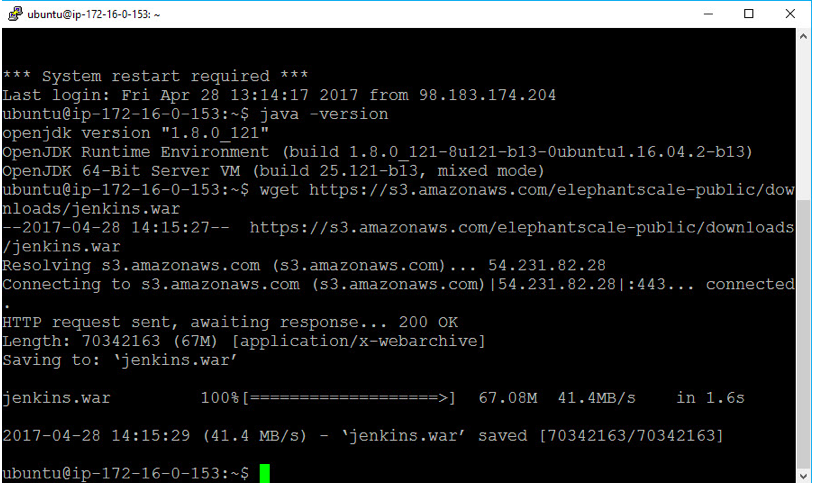 ubuntu@ip-172-16-0-153: ~
*** System restart required ***
Last login: Fri Apr 28 13:14:17 2017 from 98.183.174.204
ubuntu@ip-172-16-0-153:~$ java -version
openjdk version "1.8.0_121"
OpenJDK Runtime Environment (build 1.8.0_121-8u121-b13-0ubuntu1.16.04.2-b13)
OpenJDK 64-Bit Server VM (build 25.121-b13, mixed mode)
ubuntu@ip-172-16-0-153:~$ wget https://s3.amazonaws.com/elephantscale-public/dow
nloads/jenkins.war
--2017-04-28 14:15:27--  https://s3.amazonaws.com/elephantscale-public/downloads
/jenkins.war
Resolving s3.amazonaws.com (s3.amazonaws.com)... 54.231.82.28
Connecting to s3.amazonaws.com (s3.amazonaws.com)|54.231.82.28|:443... connected
.
HTTP request sent, awaiting response... 200 OK
Length: 70342163 (67M) [application/x-webarchive]
Saving to: ‘jenkins.war’
jenkins.war         100%[===================>]  67.08M  41.4MB/s    in 1.6s
2017-04-28 14:15:29 (41.4 MB/s) - ‘jenkins.war’ saved [70342163/70342163]
ubuntu@ip-172-16-0-153:~$